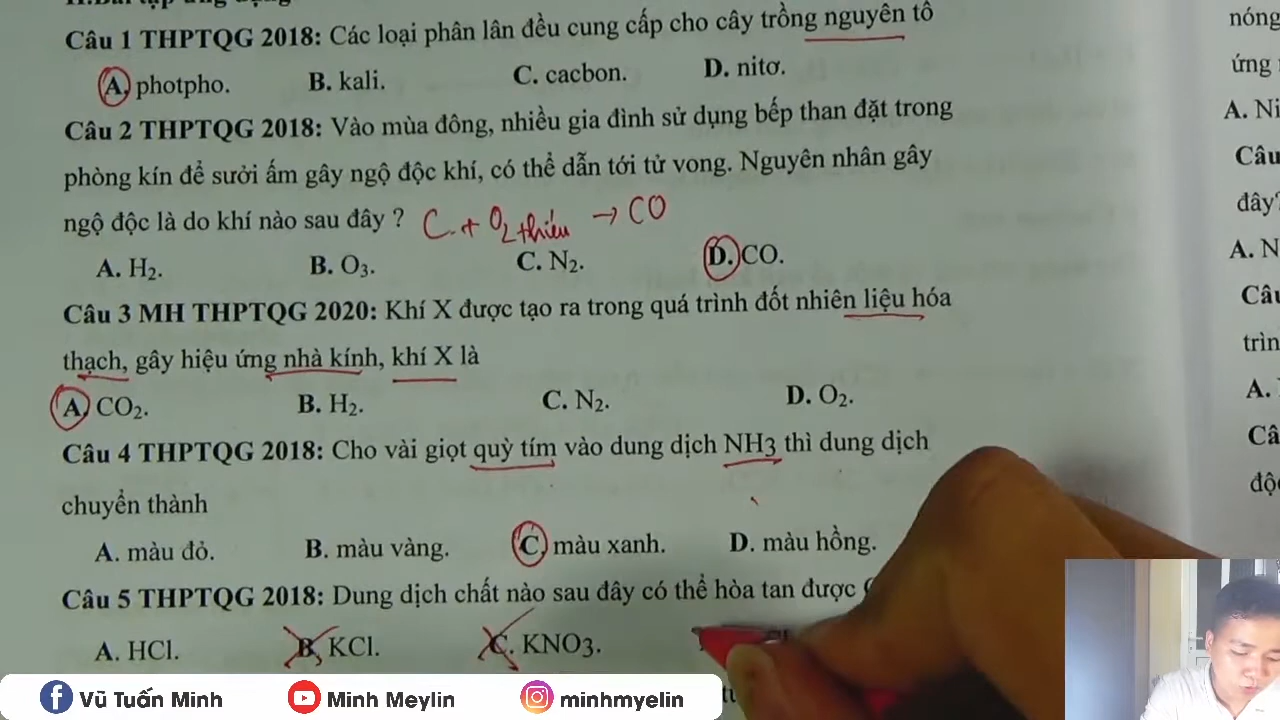 Câu 1 THPTQG 2018: Các loại phân lân đều cung cấp cho cây trồng nguyên tố
A. photpho. B. kali. C. cacbon. D. nitơ.
Câu 2 THPTQG 2018: Vào mùa đông, nhiều gia đình sử dụng bếp than đặt trong
phòng kín để sưởi ấm gây ngộ độc khí, có thể dẫn tới tử vong. Nguyên nhân gây
ngộ độc là do khí nào sau đây ? C + O₂ thiếu → CO
A. H₂. B. O₃. C. N₂. D. CO.
Câu 3 MH THPTQG 2020: Khí X được tạo ra trong quá trình đốt nhiên liệu hóa
thạch, gây hiệu ứng nhà kính, khí X là
A. CO₂. B. H₂. C. N₂. D. O₂.
Câu 4 THPTQG 2018: Cho vài giọt quỳ tím vào dung dịch NH3 thì dung dịch
chuyển thành
A. màu đỏ. B. màu vàng. C. màu xanh. D. màu hồng.
Câu 5 THPTQG 2018: Dung dịch chất nào sau đây có thể hòa tan được
A. HCl. B. KCl. C. KNO3.
nóng
ứng
A. Ni
Câu
đây?
A. N
Câu
trìn
A.
Câ
độ
Vũ Tuấn Minh Minh Meylin minhmyelin